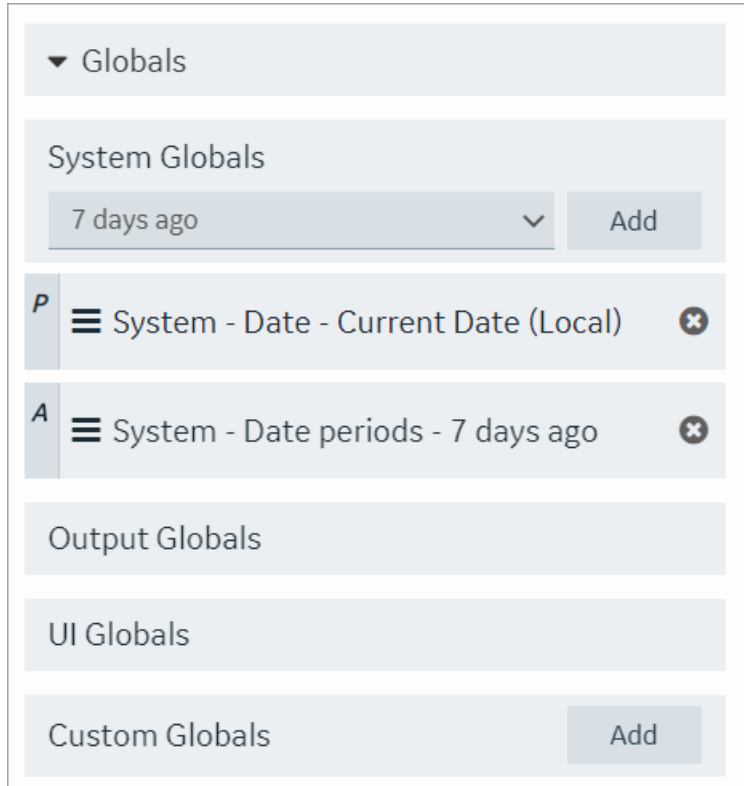 Globals
System Globals
7 days ago
Add
P
System - Date - Current Date (Local)
A
System - Date periods - 7 days ago
Output Globals
UI Globals
Custom Globals
Add